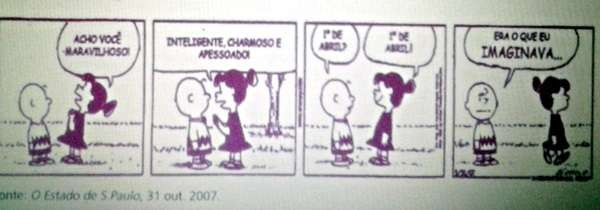 ACHO VOCÊ
MARAVILHOSO!
INTELIGENTE, CHARMOSO E
APESSOADO!
1º DE
ABRIL?
1º DE
ABRIL!
ERA O QUE EU
IMAGINAVA...
onte: O Estado de S.Paulo, 31 out. 2007.